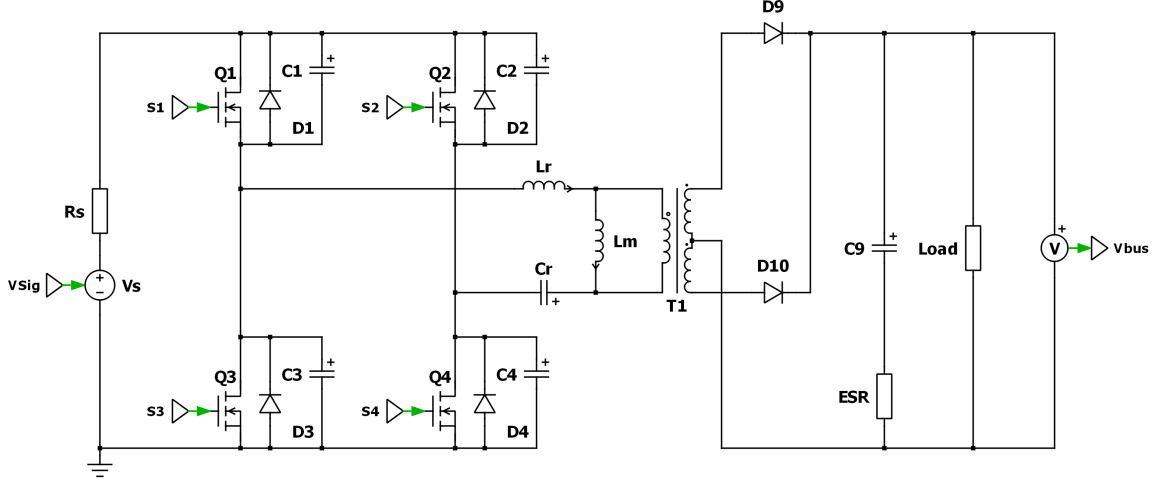 D9
Q1
C1
+
Q2
C2
+
S1
S2
D1
D2
Lr
Rs
Lm
+
C9
+
Load
+
V
Vbus
VSig
+
−
Vs
Cr
+
T1
D10
Q3
C3
+
Q4
C4
+
ESR
S3
S4
D3
D4